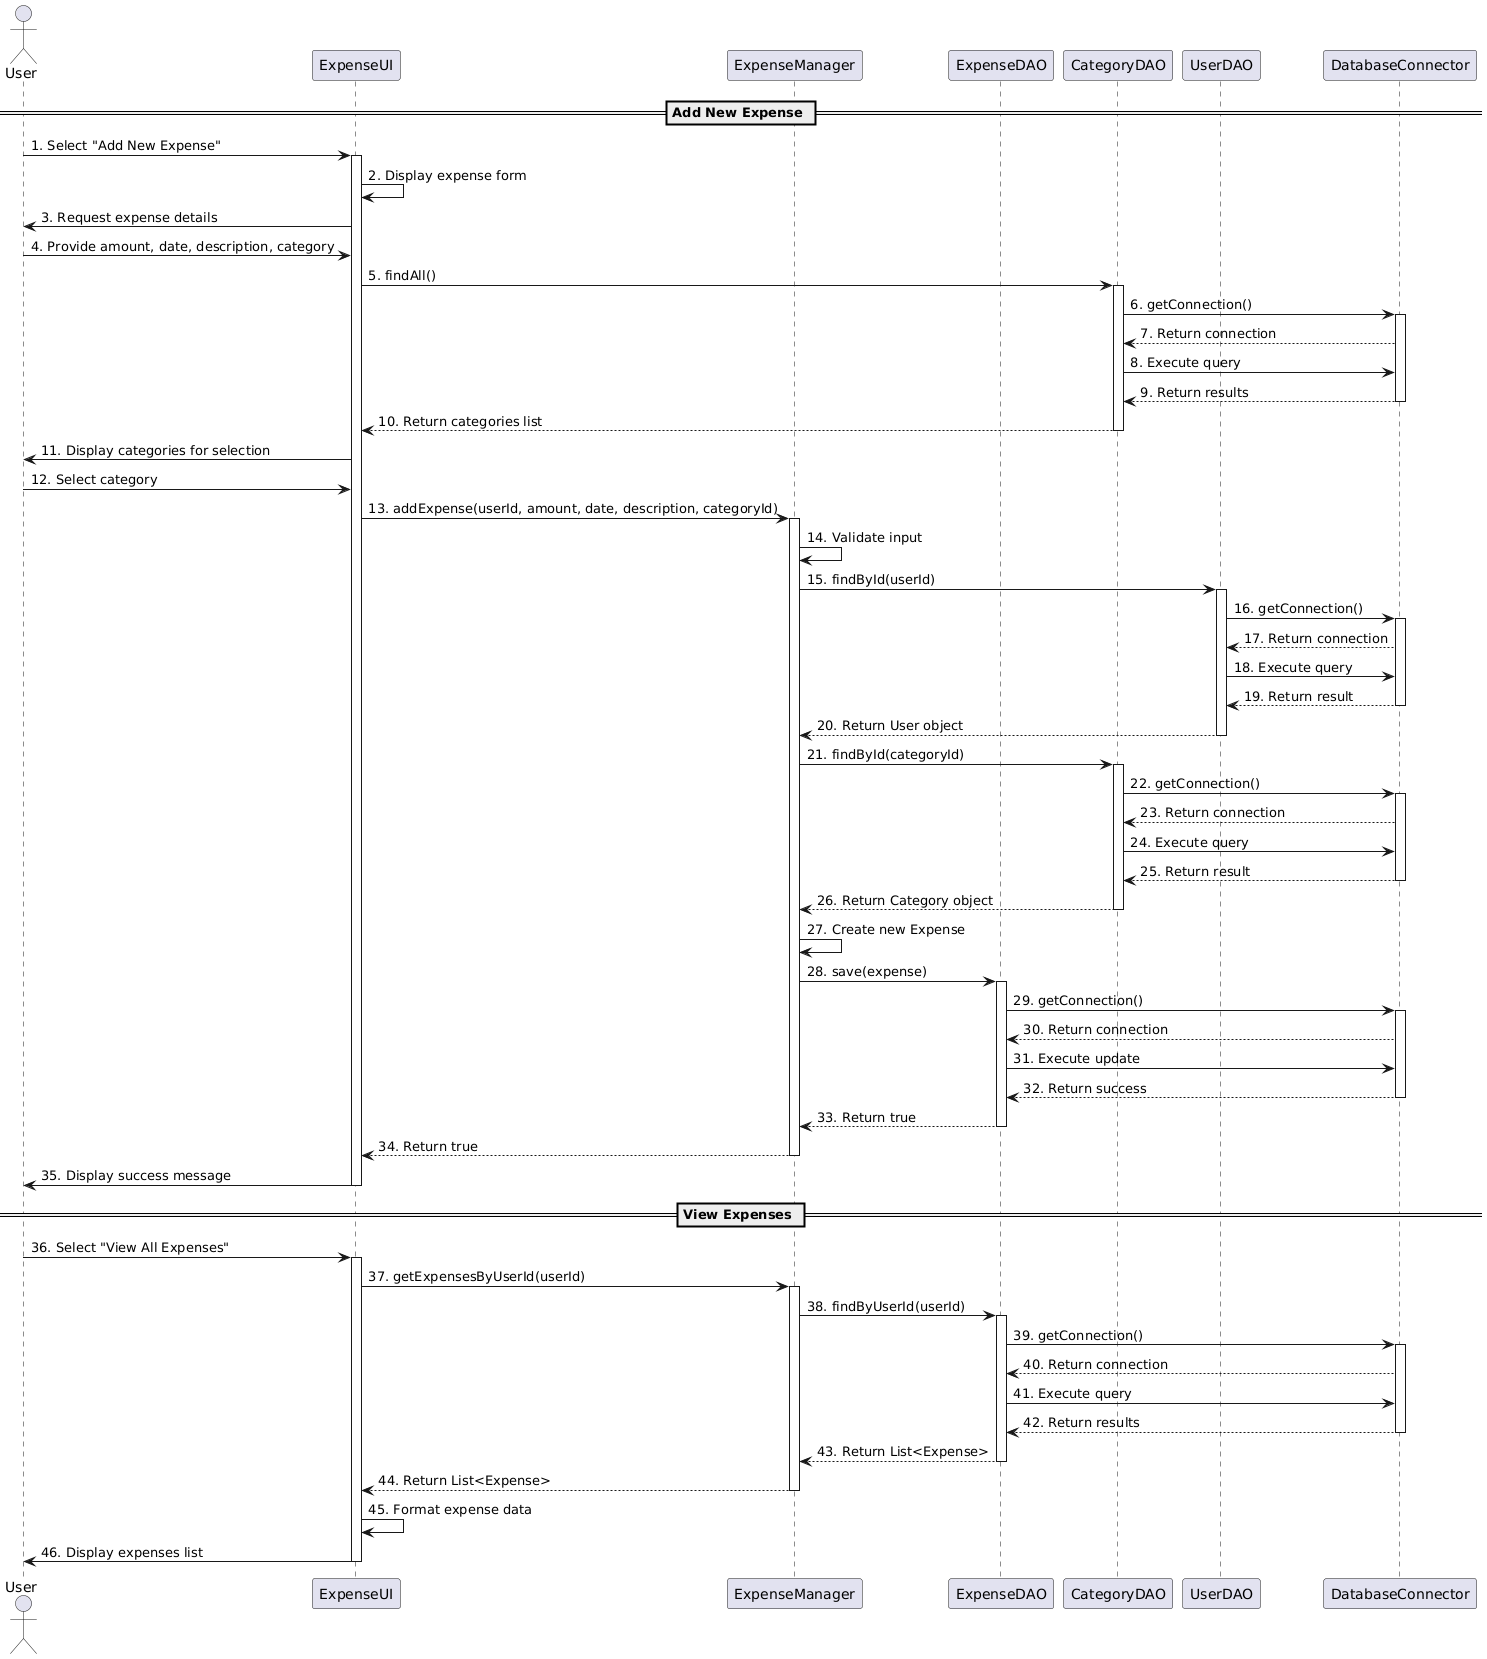 User
ExpenseUI
ExpenseManager
ExpenseDAO
CategoryDAO
UserDAO
DatabaseConnector
Add New Expense
1. Select "Add New Expense"
2. Display expense form
3. Request expense details
4. Provide amount, date, description, category
5. findAll()
6. getConnection()
7. Return connection
8. Execute query
9. Return results
10. Return categories list
11. Display categories for selection
12. Select category
13. addExpense(userId, amount, date, description, categoryId)
14. Validate input
15. findById(userId)
16. getConnection()
17. Return connection
18. Execute query
19. Return result
20. Return User object
21. findById(categoryId)
22. getConnection()
23. Return connection
24. Execute query
25. Return result
26. Return Category object
27. Create new Expense
28. save(expense)
29. getConnection()
30. Return connection
31. Execute update
32. Return success
33. Return true
34. Return true
35. Display success message
View Expenses
36. Select "View All Expenses"
37. getExpensesByUserId(userId)
38. findByUserId(userId)
39. getConnection()
40. Return connection
41. Execute query
42. Return results
43. Return List<Expense>
44. Return List<Expense>
45. Format expense data
46. Display expenses list
User
ExpenseUI
ExpenseManager
ExpenseDAO
CategoryDAO
UserDAO
DatabaseConnector